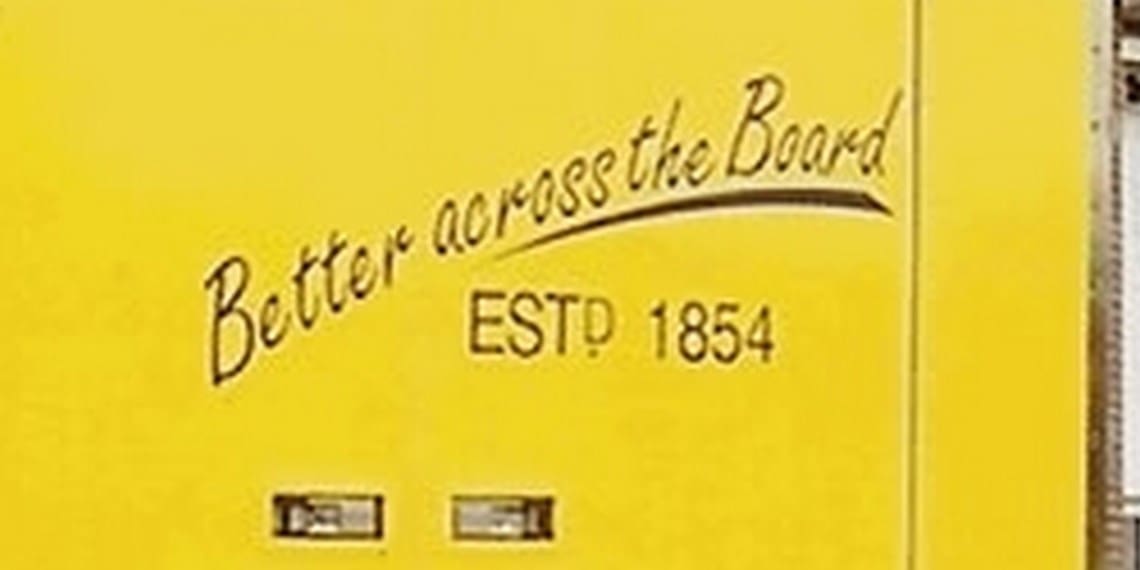 Better across the Board
ESTD 1854